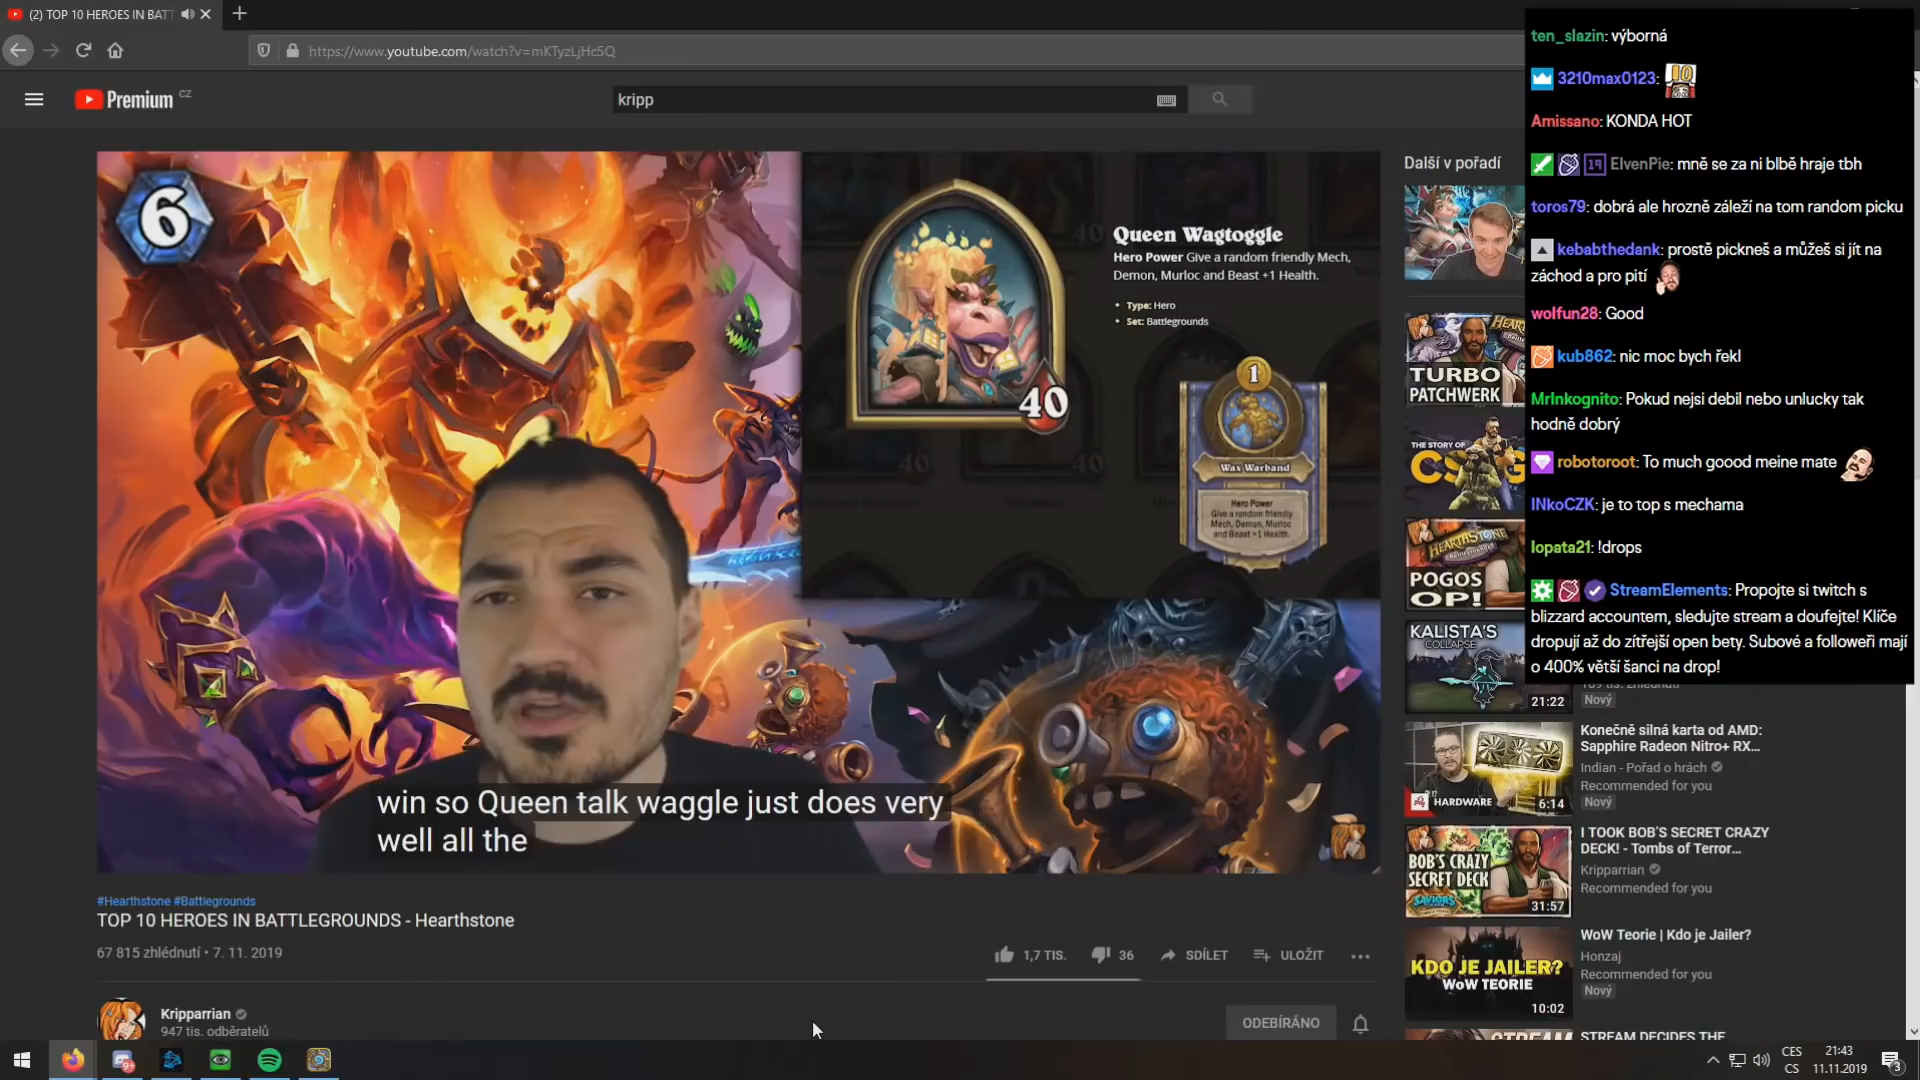 (2) TOP 10 HEROES IN BATT
https://www.youtube.com/watch?v=mKTyzLjHc5Q
Premium CZ
kripp
6
Queen Wagtoggle
Hero Power Give a random friendly Mech,
Demon, Murloc and Beast +1 Health.
• Type: Hero
• Set: Battlegrounds
40
1
Wax Warband
Hero Power
Give a random friendly
Mech, Demon, Murloc
and Beast +1 Health.
win so Queen talk waggle just does very
well all the
#Hearthstone #Battlegrounds
TOP 10 HEROES IN BATTLEGROUNDS - Hearthstone
67 815 zhlédnutí • 7. 11. 2019
1,7 TIS.
36
SDÍLET
ULOŽIT
Kripparrian
947 tis. odběratelů
ODEBÍRÁNO
Další v pořadí
TURBO
PATCHWERK
THE STORY OF
POGOS
OP!
KALISTA'S
COLLAPSE
21:22
Nový
HARDWARE
6:14
Konečně silná karta od AMD:
Sapphire Radeon Nitro+ RX...
Indian - Pořad o hrách
Recommended for you
Nový
BOB'S CRAZY
SECRET DECK
SAVIORS
31:57
I TOOK BOB'S SECRET CRAZY
DECK! - Tombs of Terror...
Kripparrian
Recommended for you
KDO JE JAILER?
WoW TEORIE
10:02
WoW Teorie | Kdo je Jailer?
Honzaj
Recommended for you
Nový
STREAM DECIDES THE
ten_slazin: výborná
3210max0123:
Amissano: KONDA HOT
19 ElvenPie: mně se za ni blbě hraje tbh
toros79: dobrá ale hrozně záleží na tom random picku
kebabthedank: prostě pickneš a můžeš si jít na
záchod a pro pití
wolfun28: Good
kub862: nic moc bych řekl
MrInkognito: Pokud nejsi debil nebo unlucky tak
hodně dobrý
robotoroot: To much goood meine mate
INkoCZK: je to top s mechama
lopata21: !drops
StreamElements: Propojte si twitch s
blizzard accountem, sledujte stream a doufejte! Klíče
dropují až do zítřejší open bety. Subové a followeři mají
o 400% větší šanci na drop!
CES
CS
21:43
11.11.2019
3